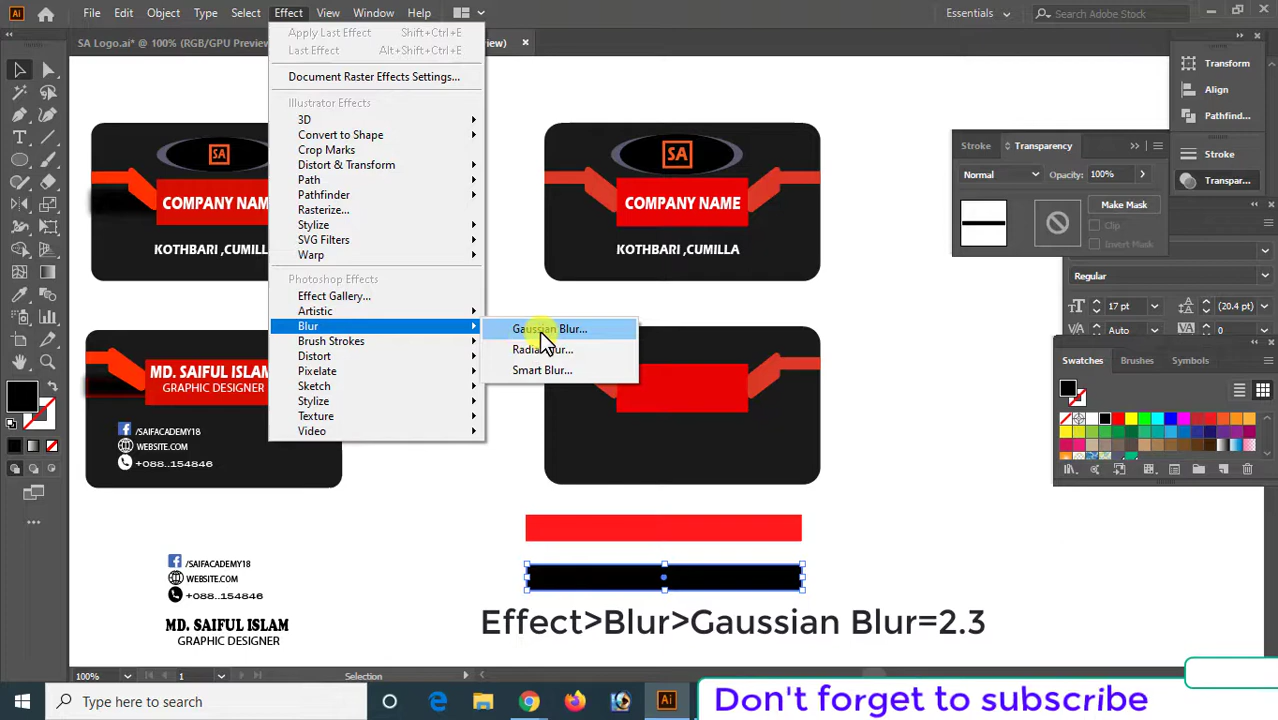 File Edit Object Type Select Effect View Window Help
Essentials
Search Adobe Stock
SA Logo.ai* @ 100% (RGB/GPU Preview
Apply Last Effect Shift+Ctrl+E
Last Effect Alt+Shift+Ctrl+E
Document Raster Effects Settings...
Illustrator Effects
3D
Convert to Shape
Crop Marks
Distort & Transform
Path
Pathfinder
Rasterize...
Stylize
SVG Filters
Warp
Photoshop Effects
Effect Gallery...
Artistic
Blur
Brush Strokes
Distort
Pixelate
Sketch
Stylize
Texture
Video
Gaussian Blur...
Smart Blur...
SA
COMPANY NAME
KOTHBARI ,CUMILLA
SA
COMPANY NAME
KOTHBARI ,CUMILLA
MD. SAIFUL ISLAM
GRAPHIC DESIGNER
/SAIFACADEMY18
WEBSITE.COM
+088..154846
/SAIFACADEMY18
WEBSITE.COM
+088..154846
MD. SAIFUL ISLAM
GRAPHIC DESIGNER
Effect>Blur>Gaussian Blur=2.3
Transform
Align
Pathfin...
Stroke
Transpar...
Stroke Transparency
Normal Opacity: 100%
Make Mask
Clip
Invert Mask
Regular
17 pt (20.4 pt)
Auto 0
Swatches Brushes Symbols
100% 1 Selection
Type here to search
Ai
Don't forget to subscribe